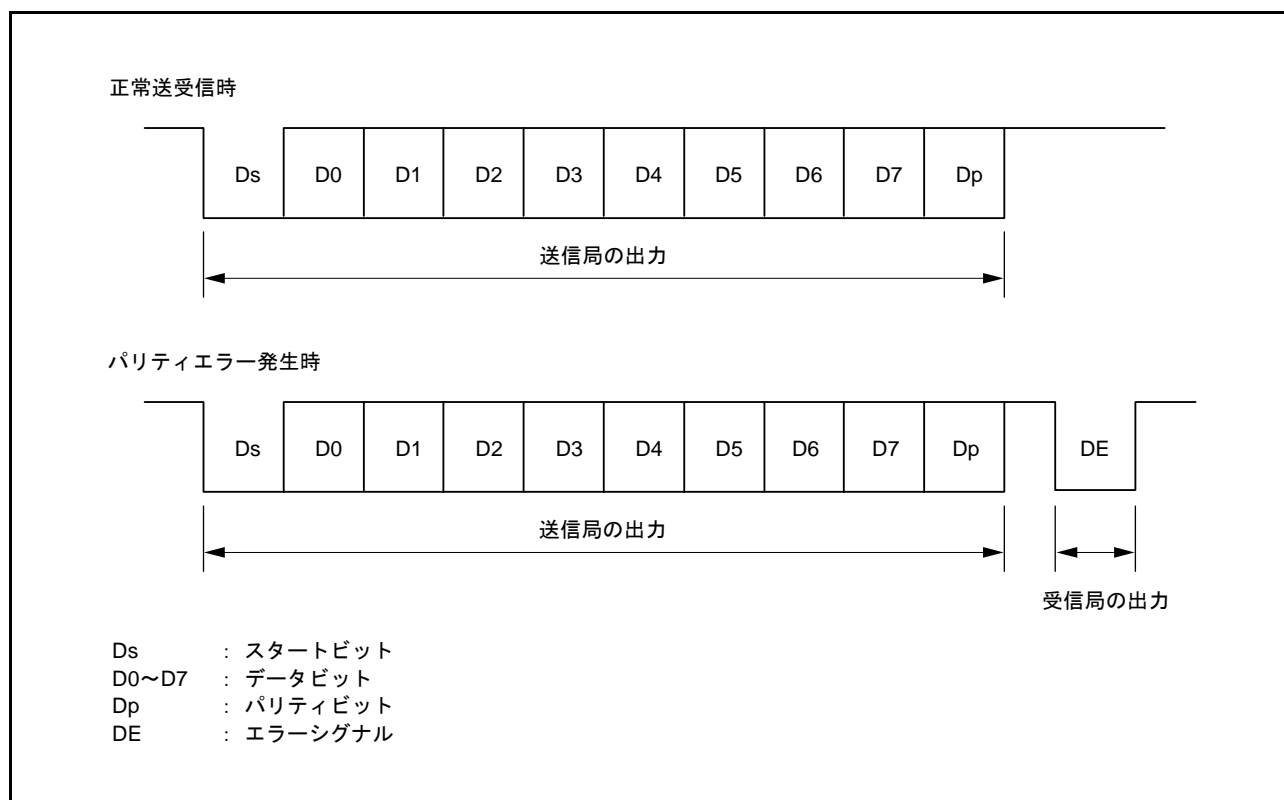 正常送受信時
Ds D0 D1 D2 D3 D4 D5 D6 D7 Dp
送信局の出力
パリティエラー発生時
Ds D0 D1 D2 D3 D4 D5 D6 D7 Dp DE
送信局の出力
受信局の出力
Ds : スタートビット
D0～D7 : データビット
Dp : パリティビット
DE : エラーシグナル